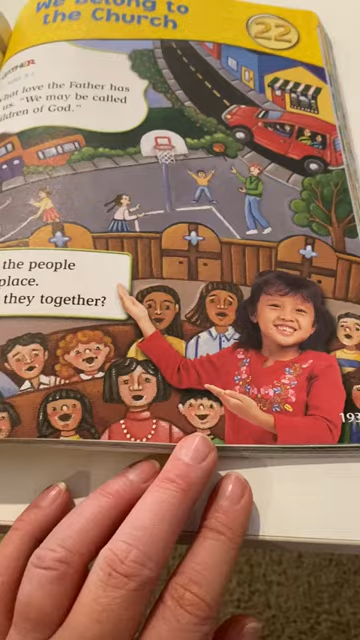 We Belong to
the Church
22
what love the Father has
us. "We may be called
ldren of God."
the people
place.
they together?
193